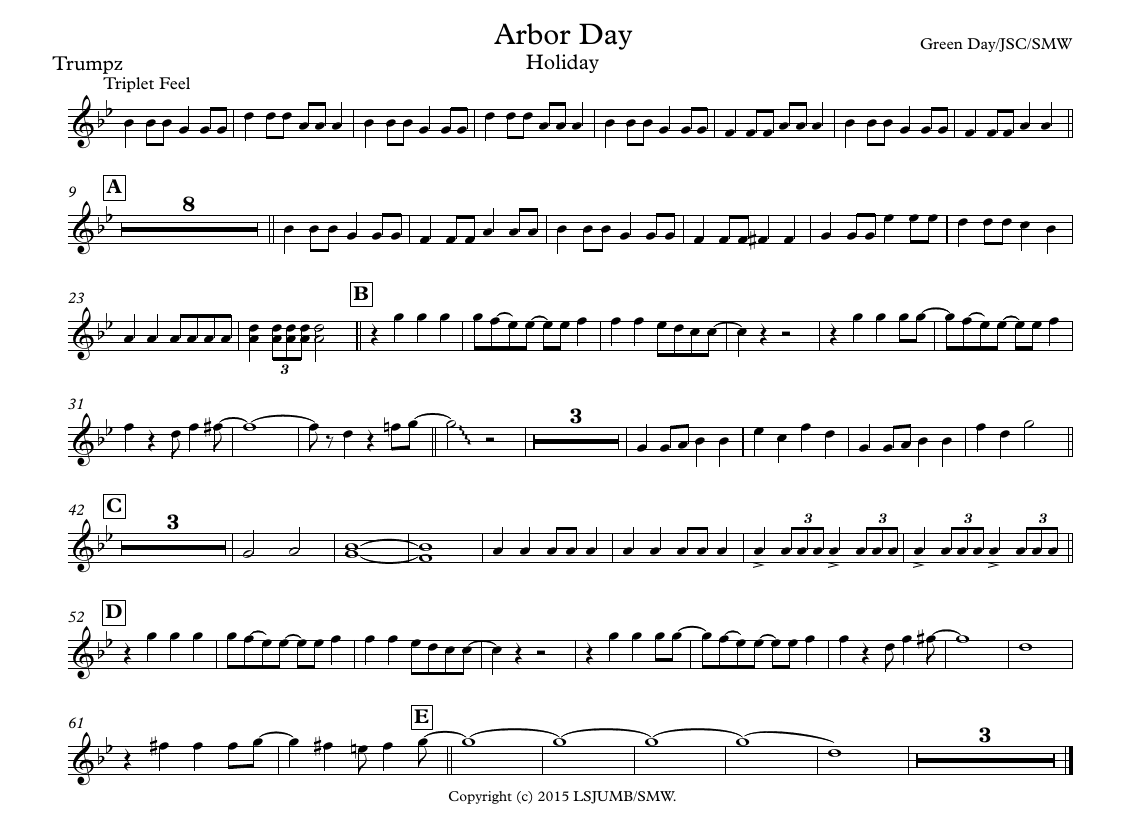 Arbor Day
Holiday
Green Day/JSC/SMW
Trumpz
Triplet Feel
9
A
8
23
B
3
31
3
42
C
3
3
3
3
3
52
D
61
E
3
Copyright (c) 2015 LSJUMB/SMW.